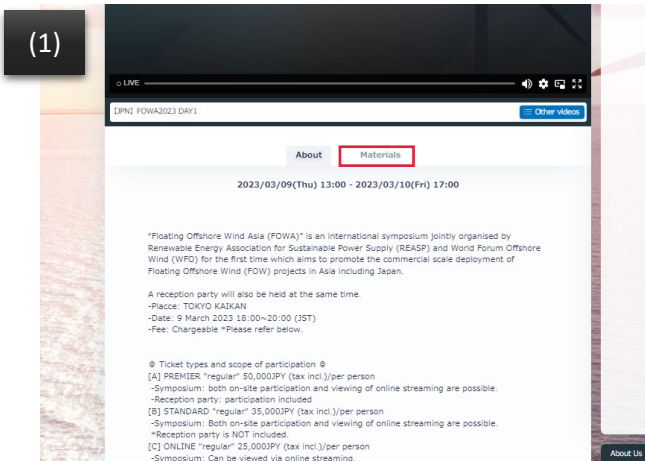 (1)
LIVE
【JPN】FOWA2023 DAY1
Other videos
About Materials
2023/03/09(Thu) 13:00 - 2023/03/10(Fri) 17:00
"Floating Offshore Wind Asia (FOWA)" is an international symposium jointly organised by
Renewable Energy Association for Sustainable Power Supply (REASP) and World Forum Offshore
Wind (WFO) for the first time which aims to promote the commercial scale deployment of
Floating Offshore Wind (FOW) projects in Asia including Japan.
A reception party will also be held at the same time.
-Placce: TOKYO KAIKAN
-Date: 9 March 2023 18:00~20:00 (JST)
-Fee: Chargeable *Please refer below.
◎ Ticket types and scope of participation ◎
[A] PREMIER "regular" 50,000JPY (tax incl.)/per person
-Symposium: both on-site participation and viewing of online streaming are possible.
-Reception party: participation included
[B] STANDARD "regular" 35,000JPY (tax incl.)/per person
-Symposium: Both on-site participation and viewing of online streaming are possible.
*Reception party is NOT included.
[C] ONLINE "regular" 25,000JPY (tax incl.)/per person
-Symposium: Can be viewed via online streaming.
About Us